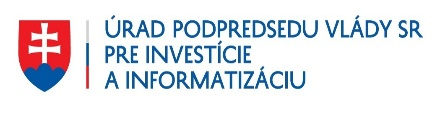 ÚRAD PODPREDSEDU VLÁDY SR
PRE INVESTÍCIE
A INFORMATIZÁCIU